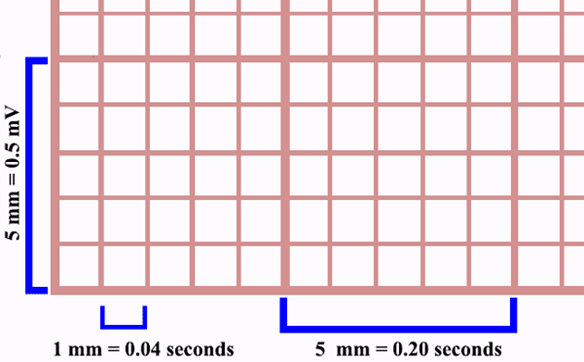 5 mm = 0.5 mV
1 mm = 0.04 seconds
5 mm = 0.20 seconds